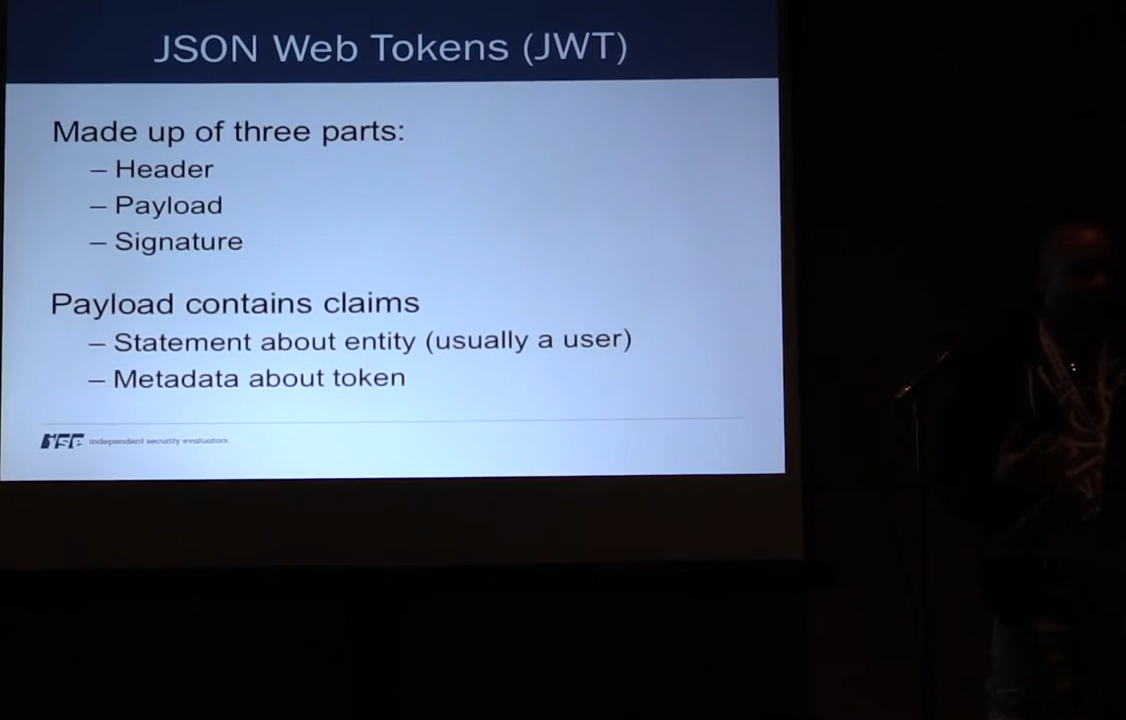 JSON Web Tokens (JWT)
Made up of three parts:
– Header
– Payload
– Signature
Payload contains claims
– Statement about entity (usually a user)
– Metadata about token
ise independent security evaluators